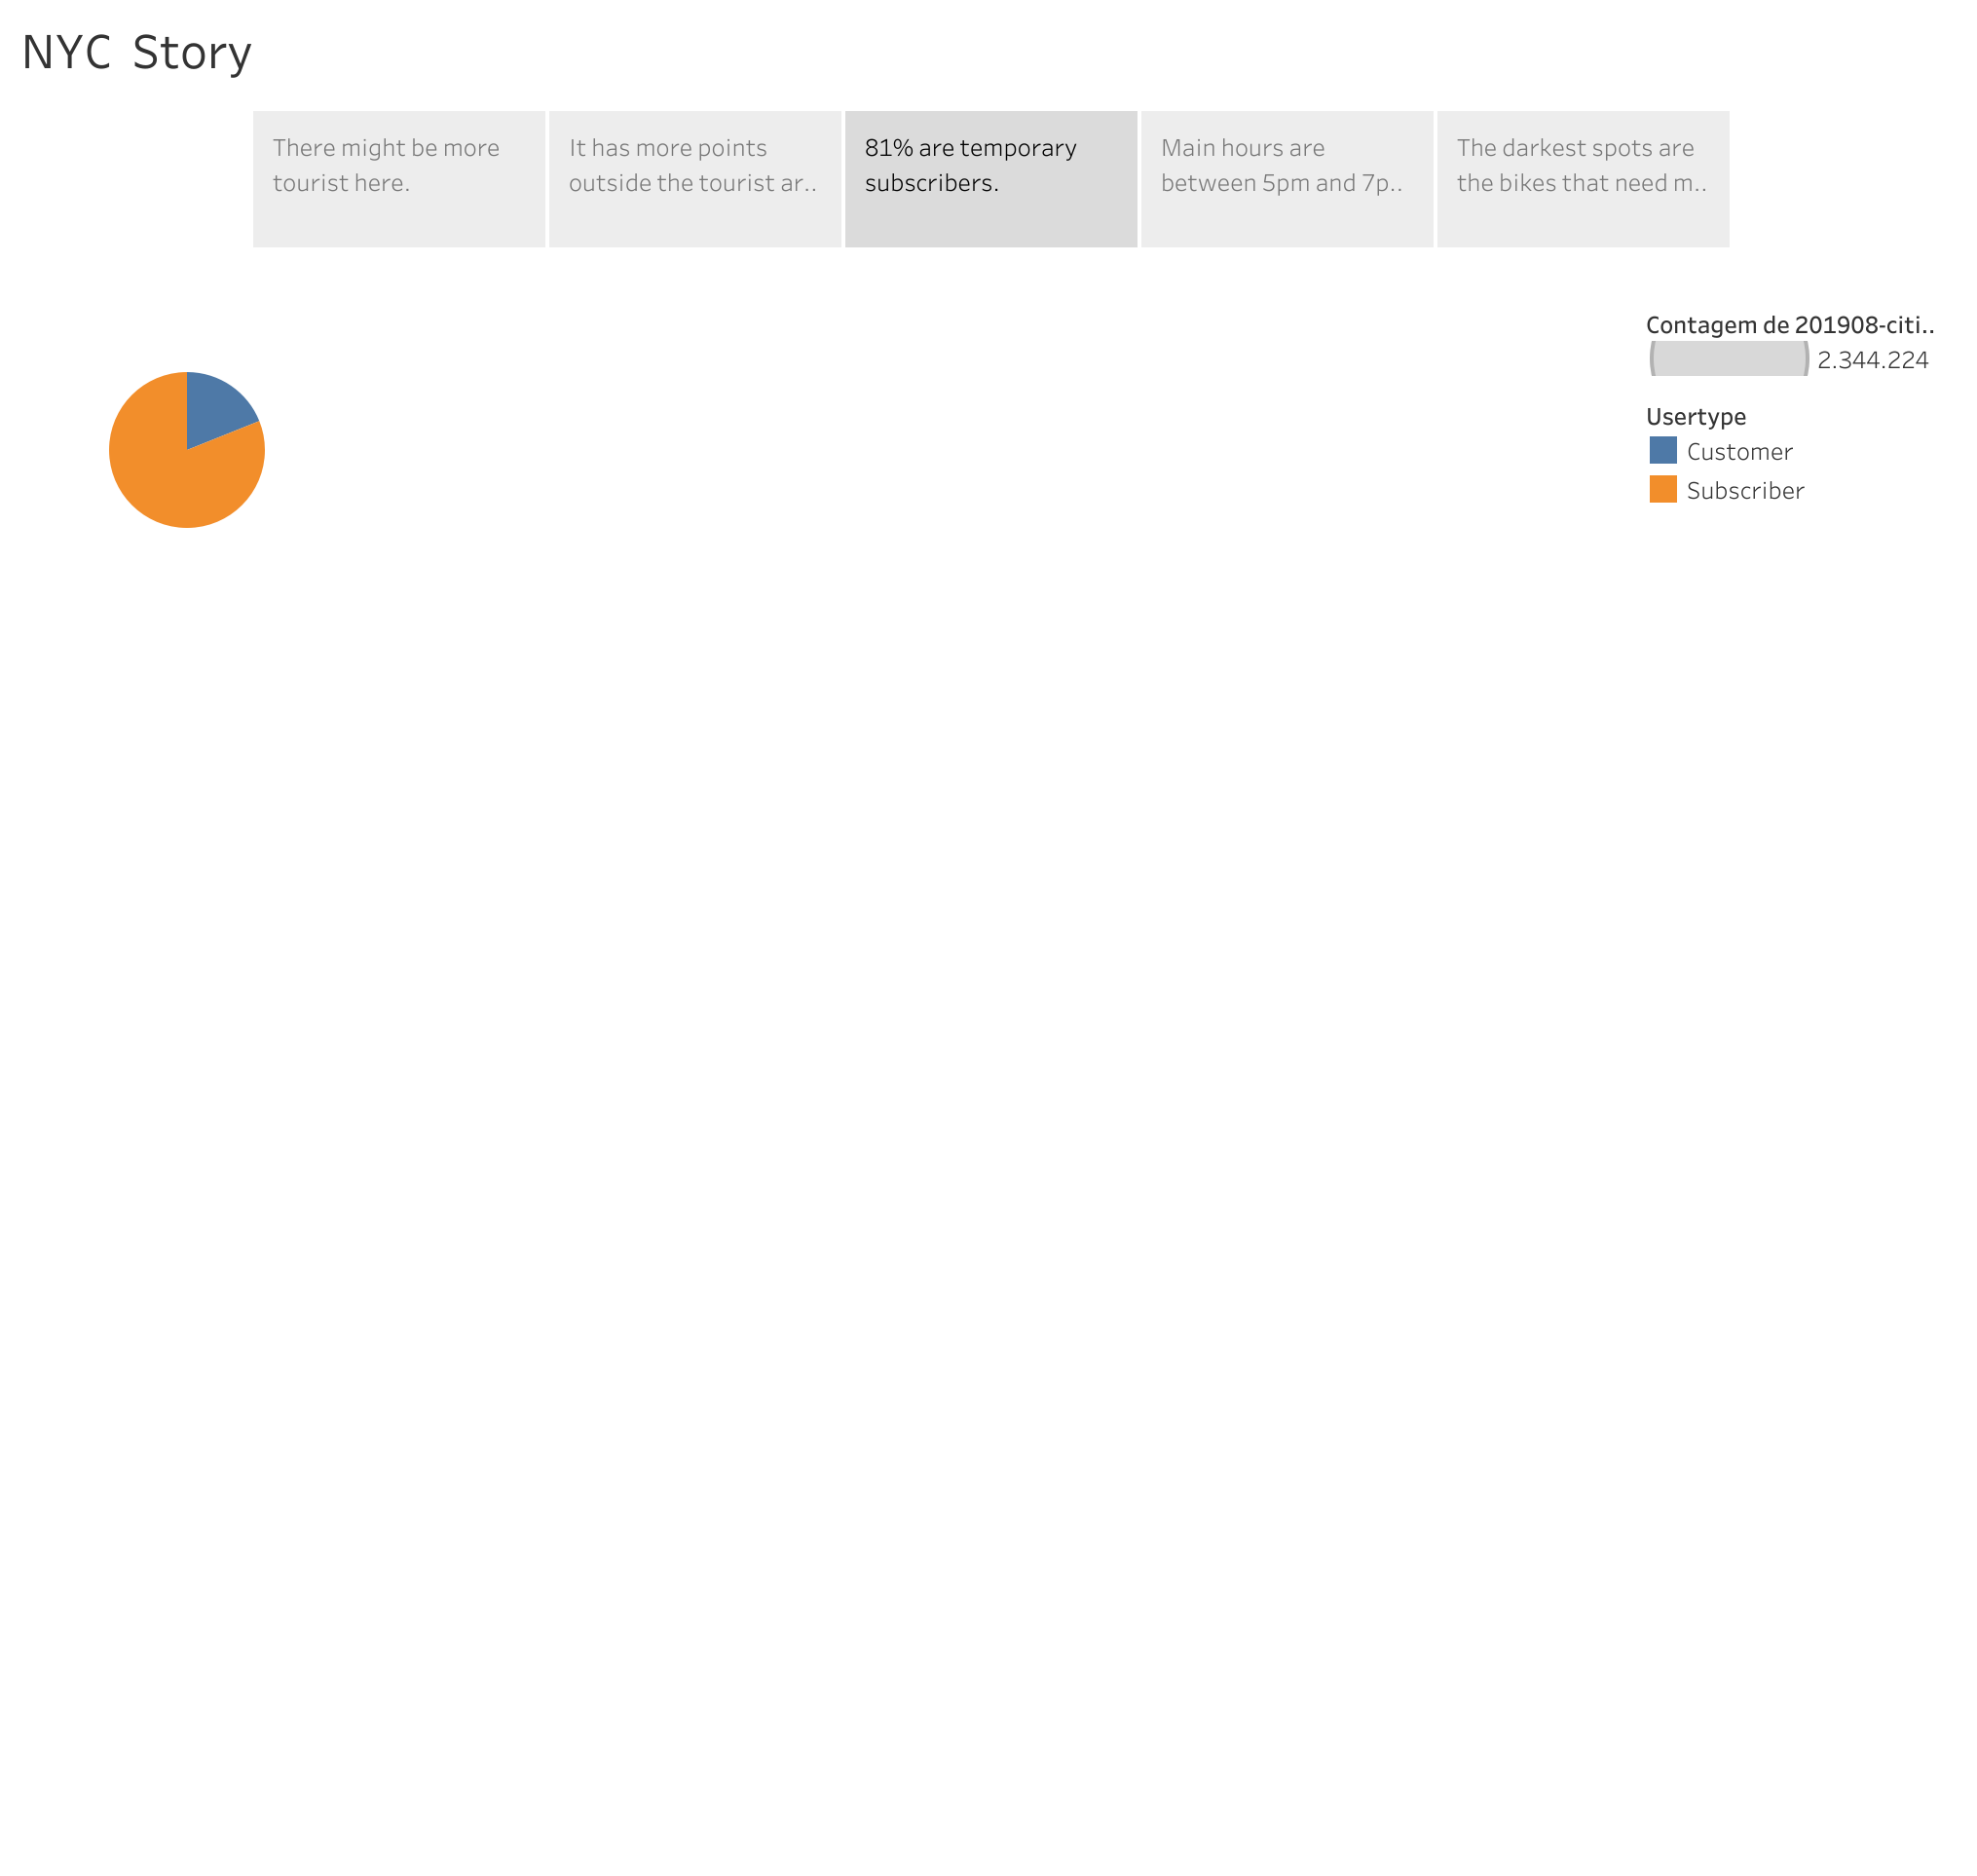 NYC Story
There might be more
tourist here.
It has more points
outside the tourist ar..
81% are temporary
subscribers.
Main hours are
between 5pm and 7p..
The darkest spots are
the bikes that need m..
Contagem de 201908-citi..
2.344.224
Usertype
Customer
Subscriber